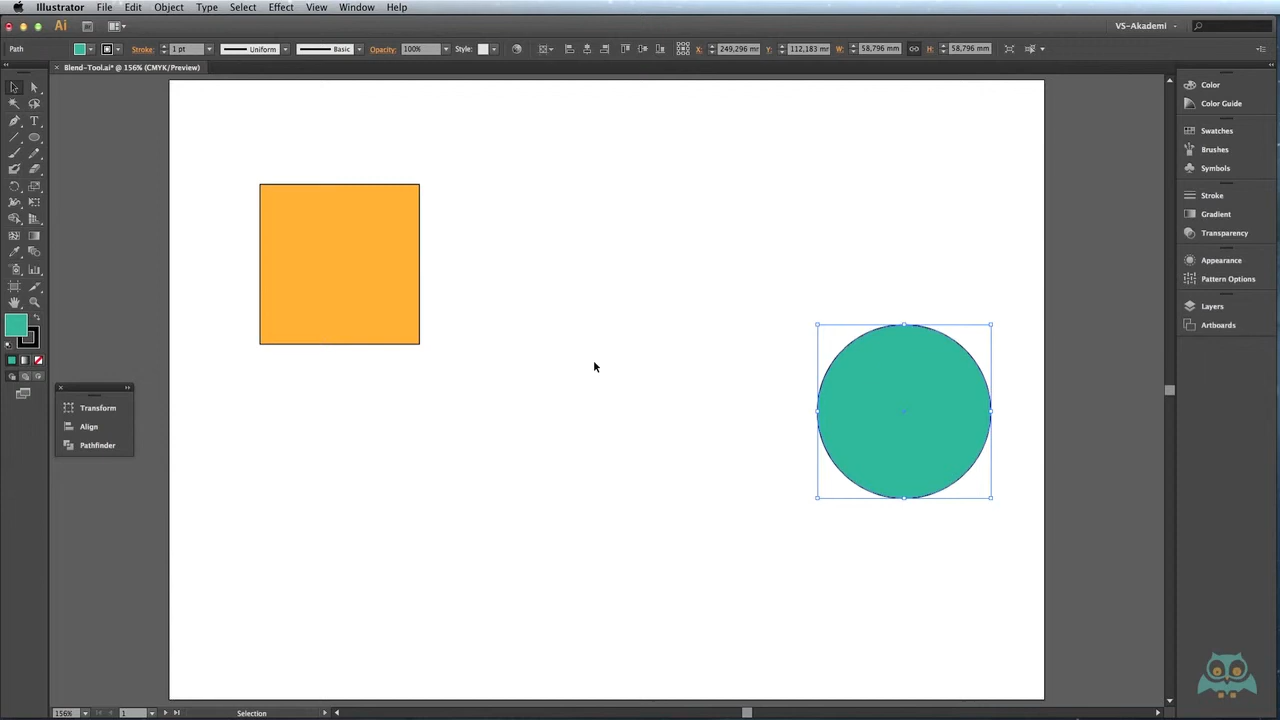 Illustrator File Edit Object Type Select Effect View Window Help
Ai VS-Akademi
Path Stroke: 1 pt Uniform Basic Opacity: 100% Style: X: 249,296 mm Y: 112,183 mm W: 58,796 mm H: 58,796 mm
Blend-Tool.ai* @ 156% (CMYK/Preview)
Color
Color Guide
Swatches
Brushes
Symbols
Stroke
Gradient
Transparency
Appearance
Pattern Options
Layers
Artboards
Transform
Align
Pathfinder
156% 1 Selection